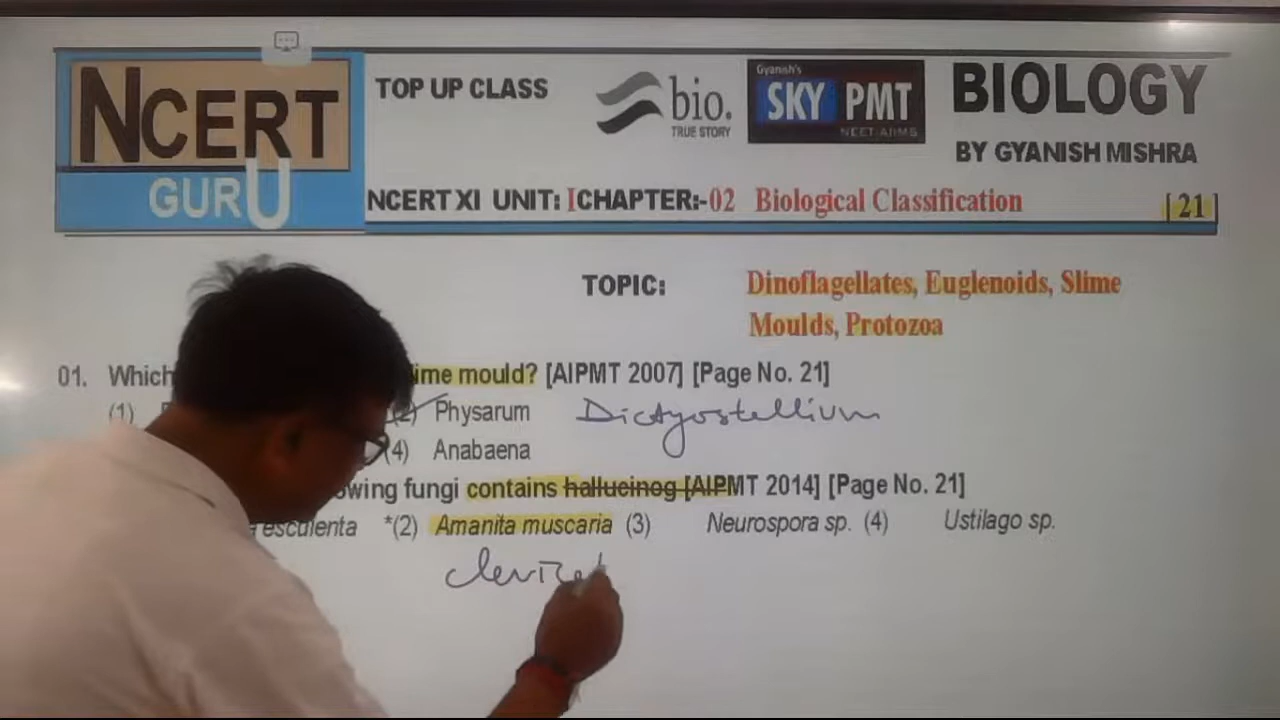 NCERT
GURU
TOP UP CLASS
bio.
TRUE STORY
Gyanish's
SKY PMT
NEET-AIIMS
BIOLOGY
BY GYANISH MISHRA
NCERT XI UNIT: I CHAPTER:-02 Biological Classification [21]
TOPIC: Dinoflagellates, Euglenoids, Slime
Moulds, Protozoa
01. Which mould? [AIPMT 2007] [Page No. 21]
(1) (2) Physarum Dictyostellium
(4) Anabaena
fungi contains hallucinog [AIPMT 2014] [Page No. 21]
esculenta *(2) Amanita muscaria (3) Neurospora sp. (4) Ustilago sp.